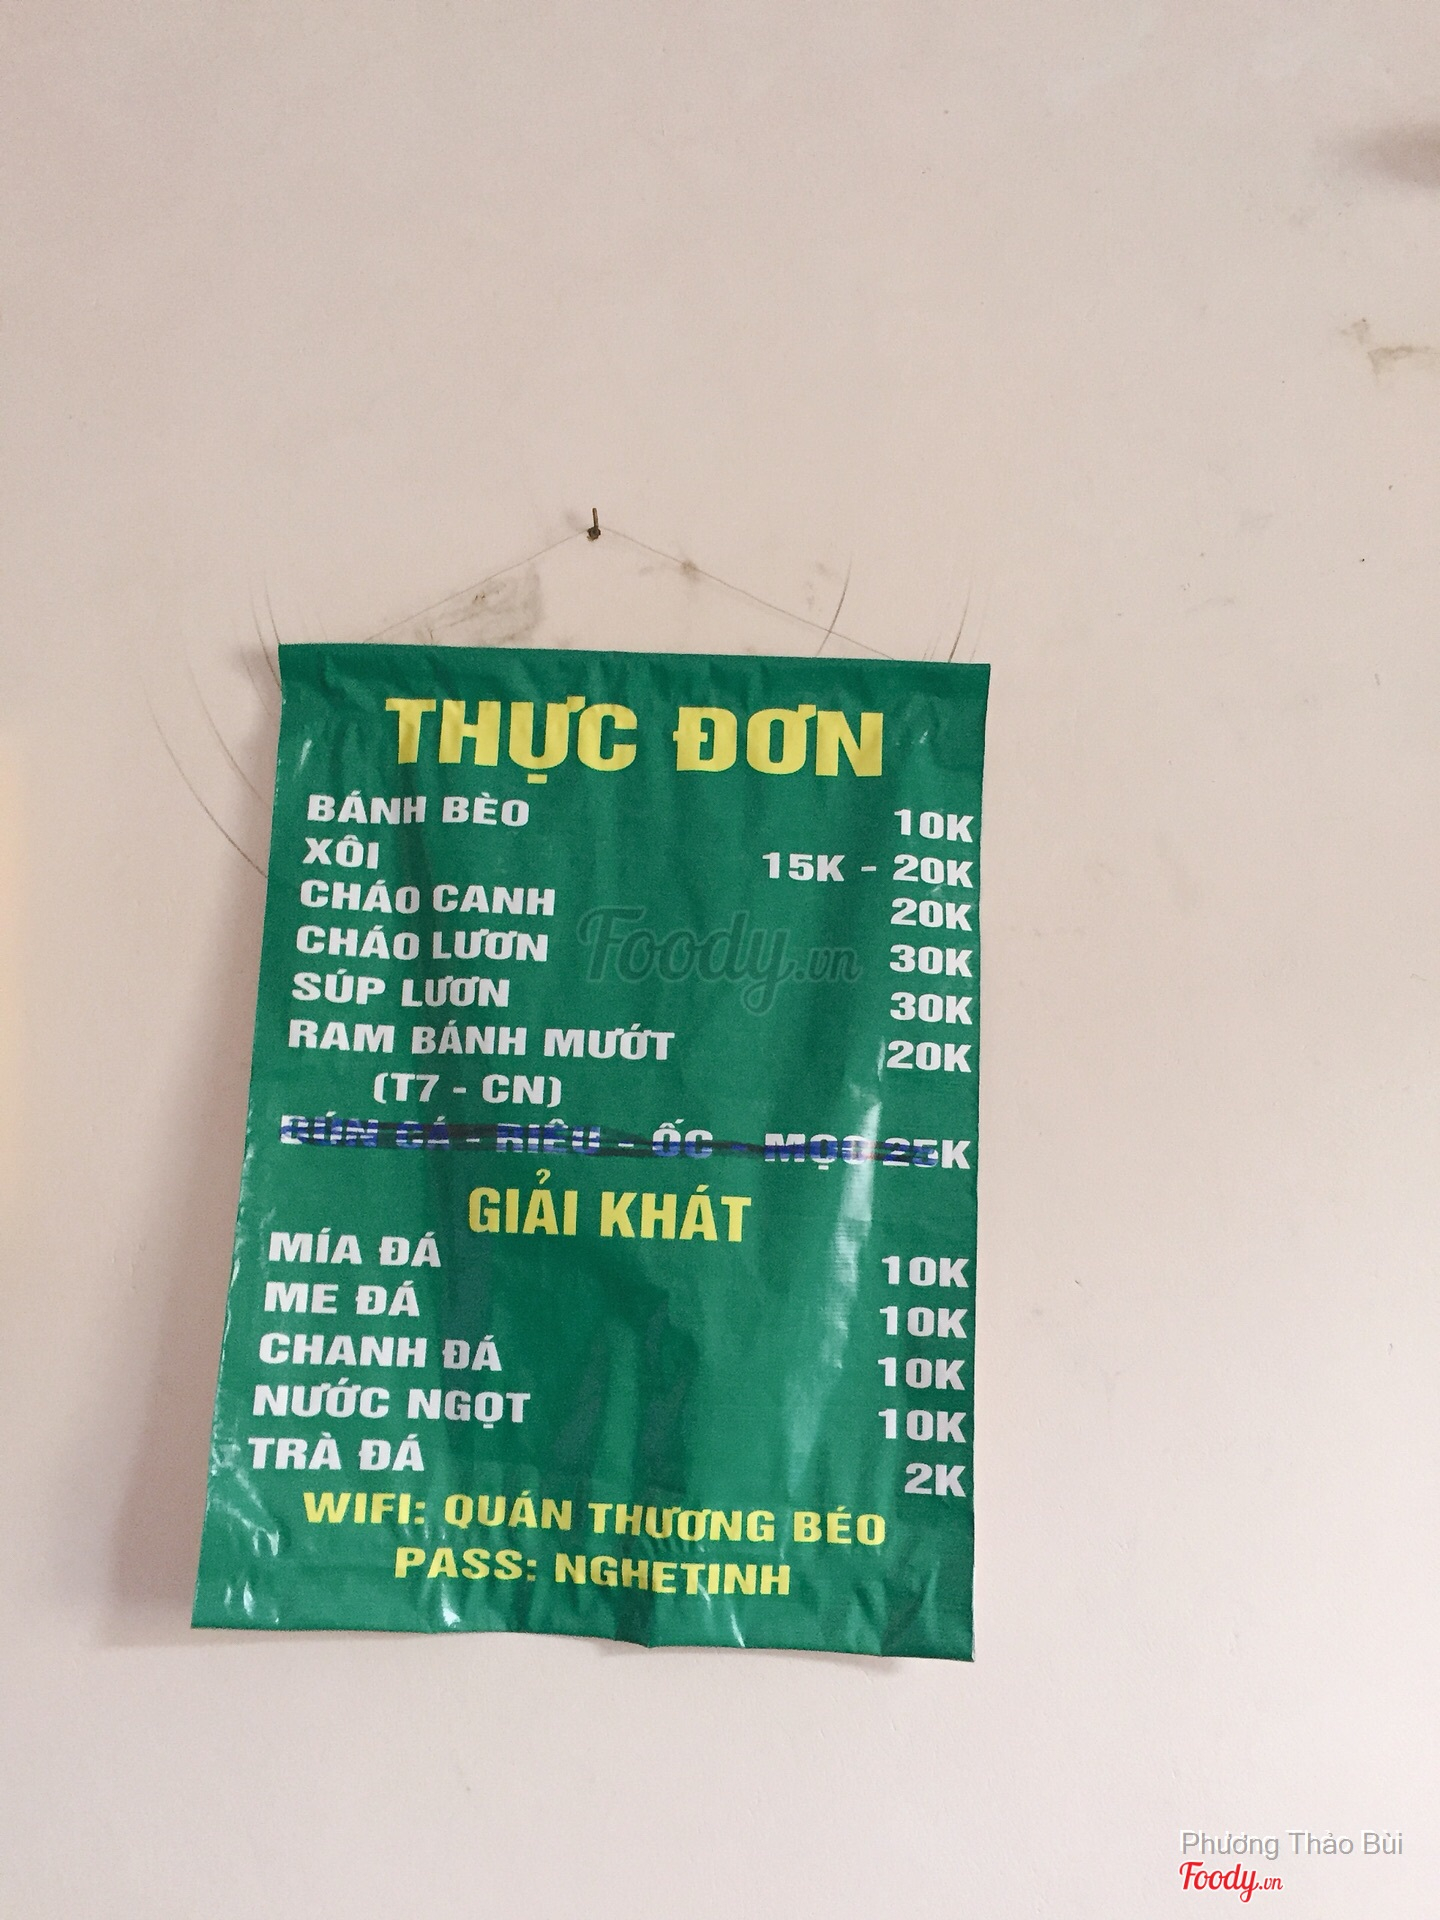 THỰC ĐƠN
BÁNH BÈO 10K
XÔI 15K - 20K
CHÁO CANH 20K
CHÁO LƯƠN 30K
SÚP LƯƠN 30K
RAM BÁNH MƯỚT 20K
(T7 - CN)
BÚN CÁ - RIÊU - ỐC - MỌC 25K
GIẢI KHÁT
MÍA ĐÁ 10K
ME ĐÁ 10K
CHANH ĐÁ 10K
NƯỚC NGỌT 10K
TRÀ ĐÁ 2K
WIFI: QUÁN THƯƠNG BÉO
PASS: NGHETINH
Foody.vn
Phương Thảo Bùi
Foody.vn